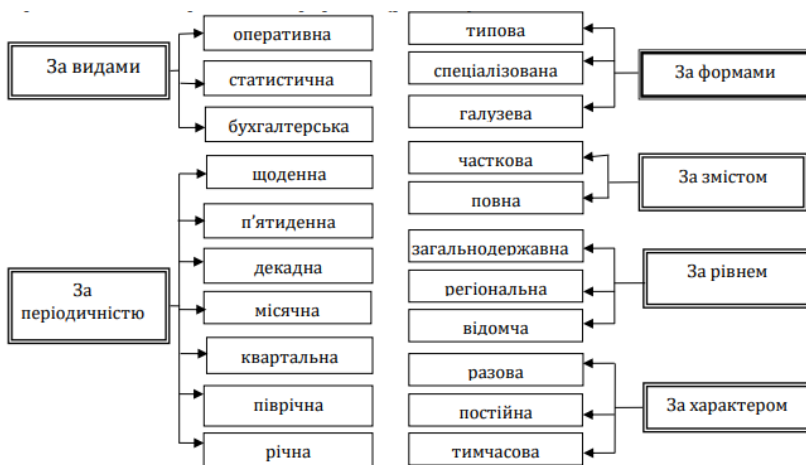 За видами
оперативна
статистична
бухгалтерська
За
періодичністю
щоденна
п’ятиденна
декадна
місячна
квартальна
піврічна
річна
типова
спеціалізована
галузева
За формами
часткова
повна
За змістом
загальнодержавна
регіональна
відомча
За рівнем
разова
постійна
тимчасова
За характером